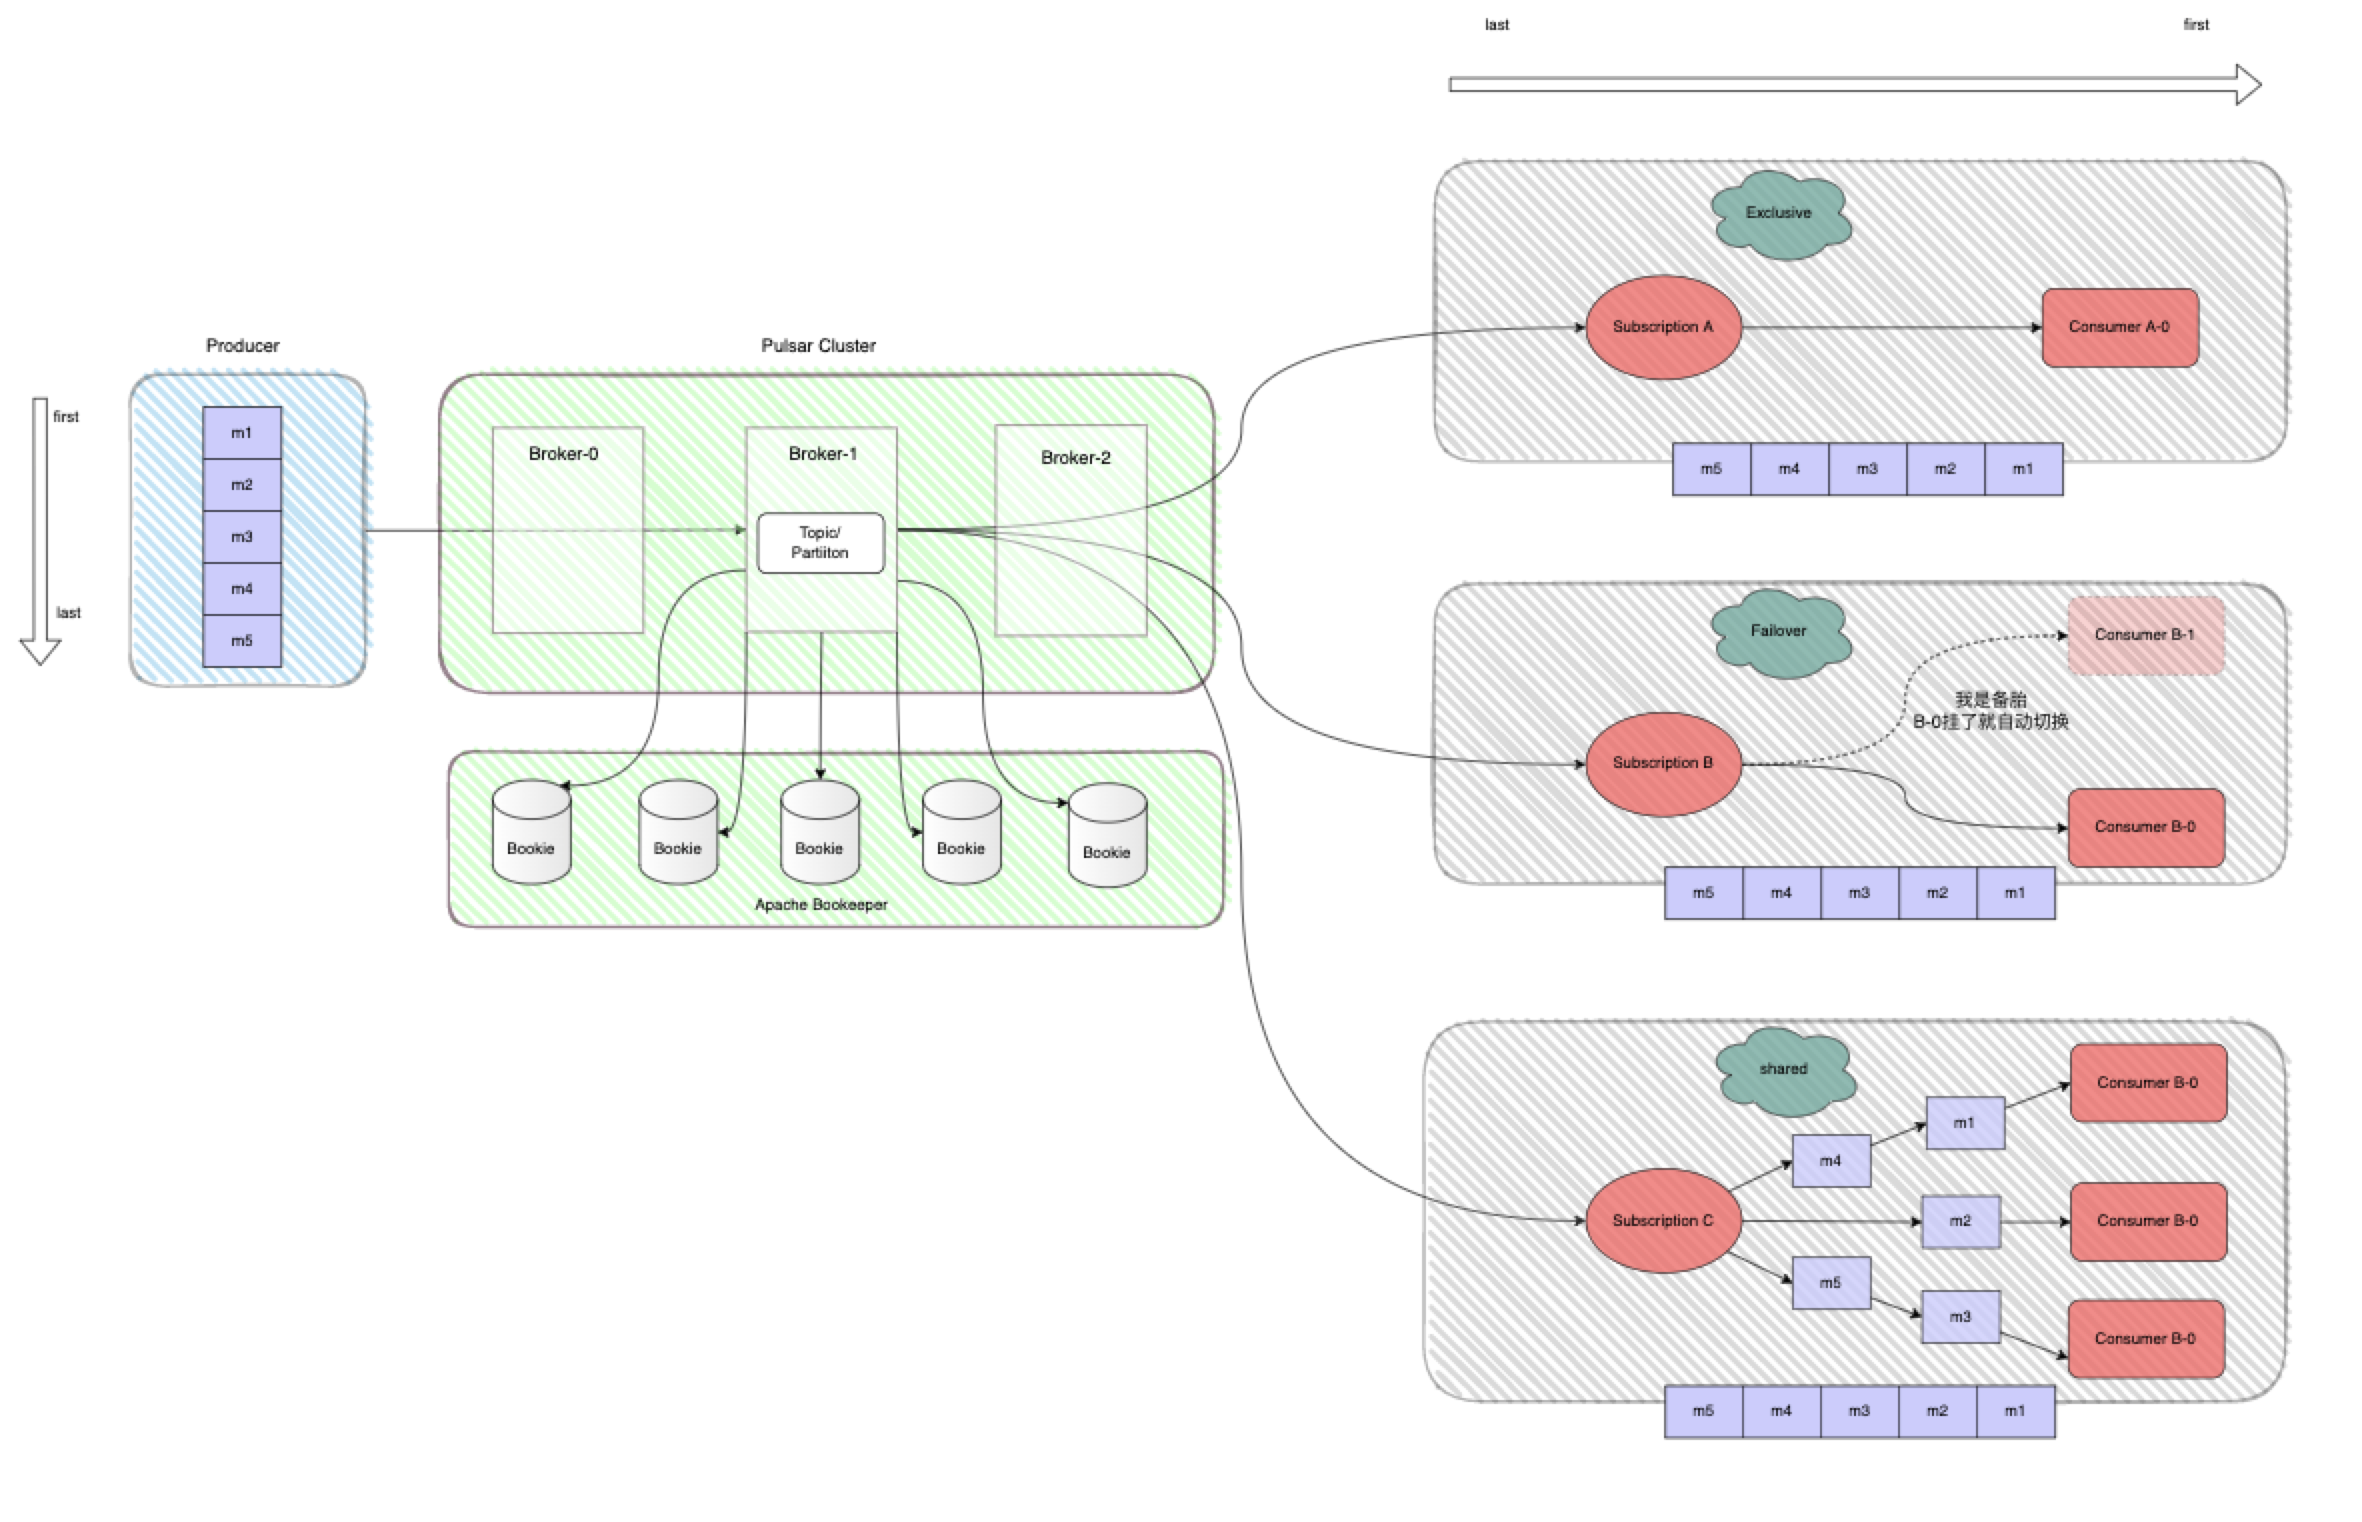 last
first
Producer
first
last
m1
m2
m3
m4
m5
Pulsar Cluster
Broker-0
Broker-1
Broker-2
Topic/
Partiiton
Bookie
Bookie
Bookie
Bookie
Bookie
Apache Bookeeper
Exclusive
Subscription A
Consumer A-0
m5
m4
m3
m2
m1
Failover
Consumer B-1
我是备胎
B-0挂了就自动切换
Subscription B
Consumer B-0
m5
m4
m3
m2
m1
shared
Consumer B-0
m1
m4
Subscription C
m2
Consumer B-0
m5
m3
Consumer B-0
m5
m4
m3
m2
m1